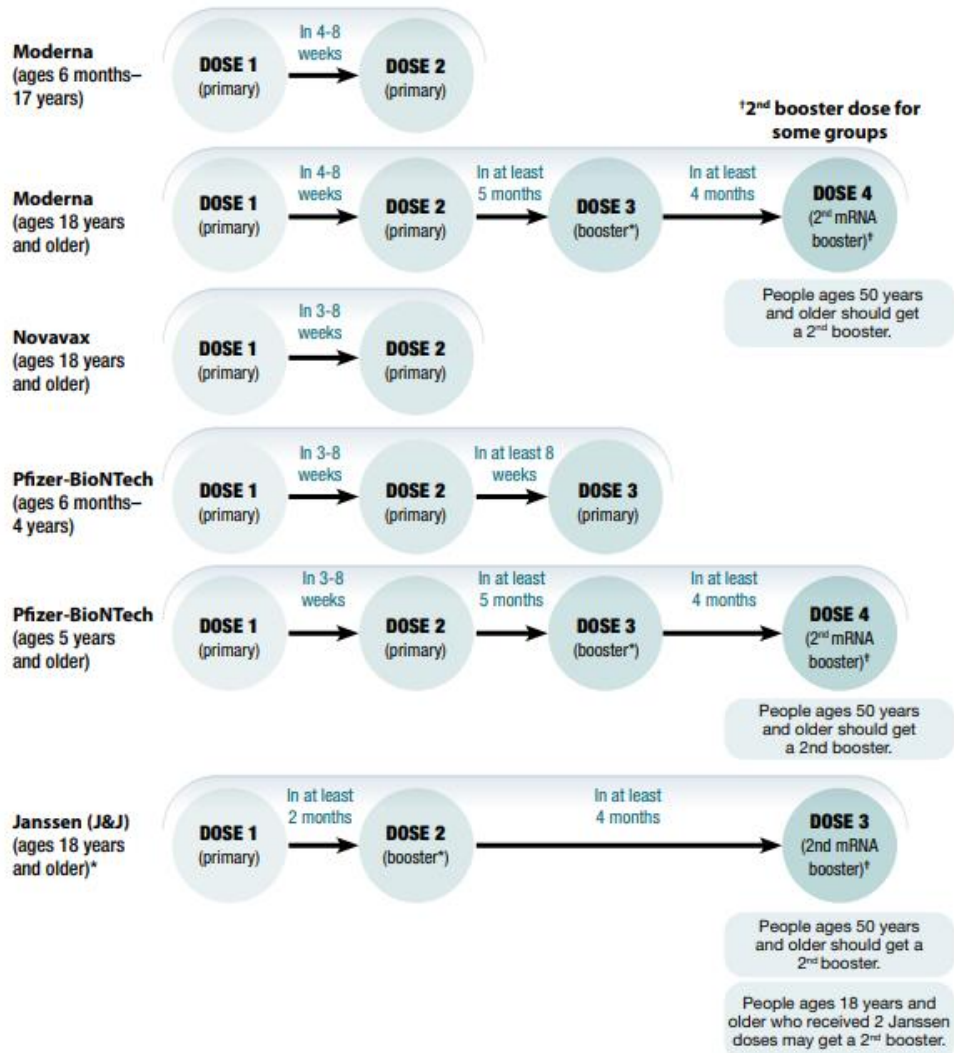 Moderna
(ages 6 months–
17 years)
DOSE 1
(primary)
In 4-8
weeks
DOSE 2
(primary)
†2nd booster dose for
some groups
Moderna
(ages 18 years
and older)
DOSE 1
(primary)
In 4-8
weeks
DOSE 2
(primary)
In at least
5 months
DOSE 3
(booster*)
In at least
4 months
DOSE 4
(2nd mRNA
booster)†
People ages 50 years
and older should get
a 2nd booster.
Novavax
(ages 18 years
and older)
DOSE 1
(primary)
In 3-8
weeks
DOSE 2
(primary)
Pfizer-BioNTech
(ages 6 months–
4 years)
DOSE 1
(primary)
In 3-8
weeks
DOSE 2
(primary)
In at least 8
weeks
DOSE 3
(primary)
Pfizer-BioNTech
(ages 5 years
and older)
DOSE 1
(primary)
In 3-8
weeks
DOSE 2
(primary)
In at least
5 months
DOSE 3
(booster*)
In at least
4 months
DOSE 4
(2nd mRNA
booster)†
People ages 50 years
and older should get
a 2nd booster.
Janssen (J&J)
(ages 18 years
and older)*
DOSE 1
(primary)
In at least
2 months
DOSE 2
(booster*)
In at least
4 months
DOSE 3
(2nd mRNA
booster)†
People ages 50 years
and older should get a
2nd booster.
People ages 18 years and
older who received 2 Janssen
doses may get a 2nd booster.